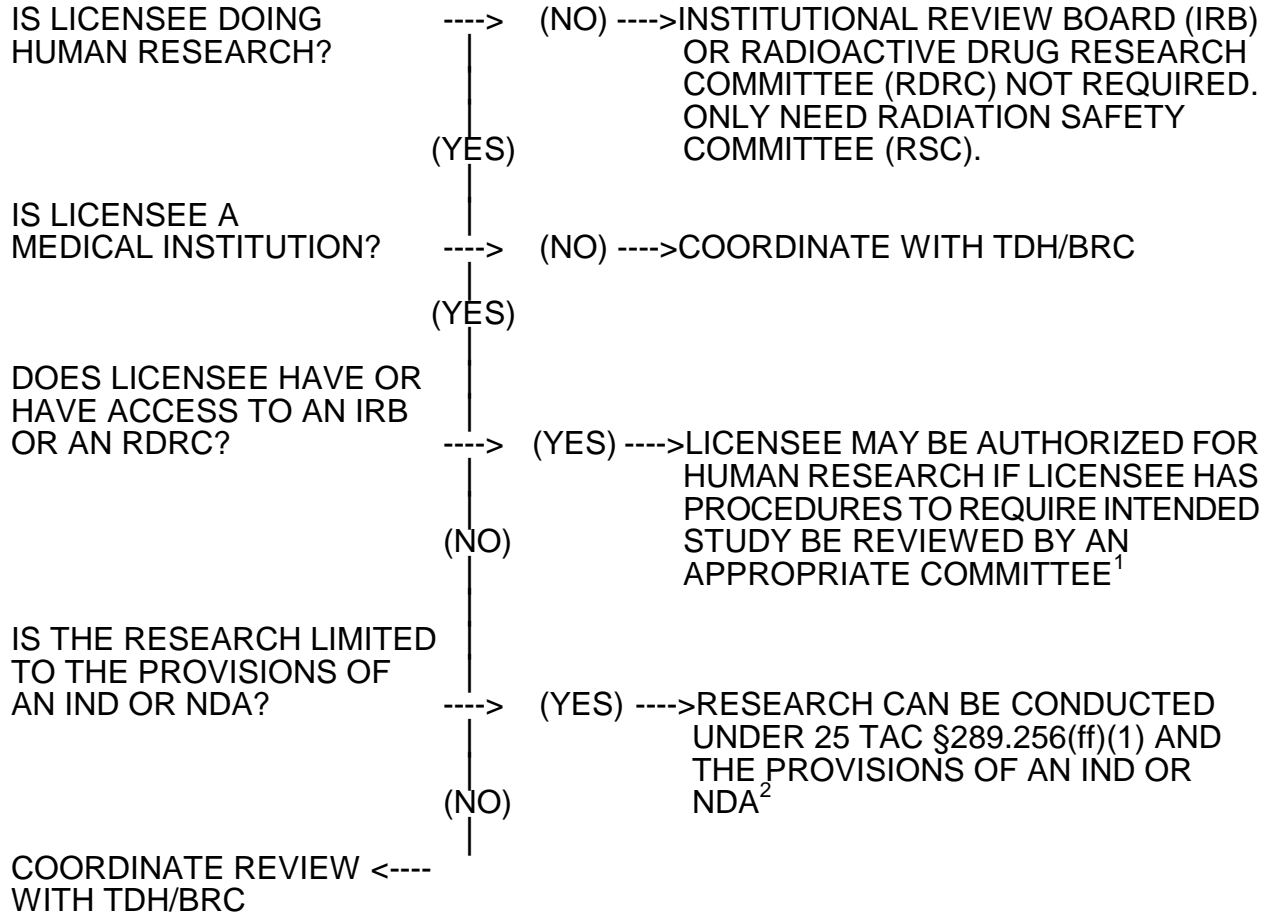 IS LICENSEE DOING ----> (NO) ---->INSTITUTIONAL REVIEW BOARD (IRB)
HUMAN RESEARCH? OR RADIOACTIVE DRUG RESEARCH
COMMITTEE (RDRC) NOT REQUIRED.
ONLY NEED RADIATION SAFETY
(YES) COMMITTEE (RSC).
IS LICENSEE A
MEDICAL INSTITUTION? ----> (NO) ---->COORDINATE WITH TDH/BRC
(YES)
DOES LICENSEE HAVE OR
HAVE ACCESS TO AN IRB
OR AN RDRC? ----> (YES) ---->LICENSEE MAY BE AUTHORIZED FOR
HUMAN RESEARCH IF LICENSEE HAS
PROCEDURES TO REQUIRE INTENDED
(NO) STUDY BE REVIEWED BY AN
APPROPRIATE COMMITTEE¹
IS THE RESEARCH LIMITED
TO THE PROVISIONS OF
AN IND OR NDA? ----> (YES) ---->RESEARCH CAN BE CONDUCTED
UNDER 25 TAC §289.256(ff)(1) AND
THE PROVISIONS OF AN IND OR
(NO) NDA²
COORDINATE REVIEW <----
WITH TDH/BRC